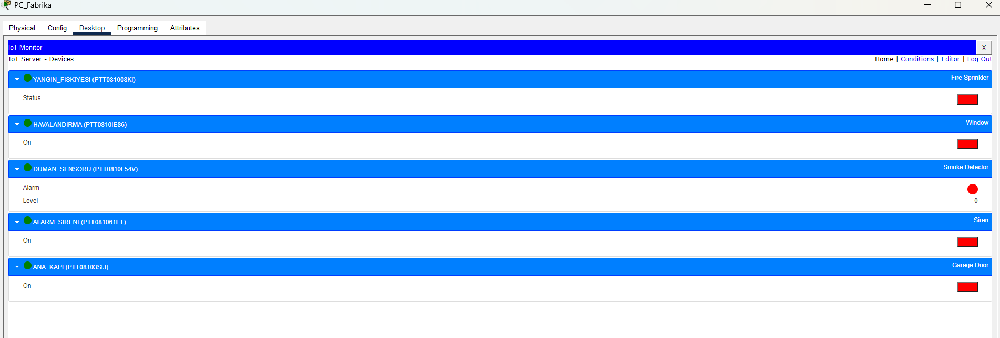 PC_Fabrika
Physical Config Desktop Programming Attributes
IoT Monitor X
IoT Server - Devices Home | Conditions | Editor | Log Out
YANGIN_FISKIYESI (PTT081008KI) Fire Sprinkler
Status
HAVALANDIRMA (PTT0810IE86) Window
On
DUMAN_SENSORU (PTT0810L54V) Smoke Detector
Alarm
Level 0
ALARM_SIRENI (PTT081061FT) Siren
On
ANA_KAPI (PTT08103SIJ) Garage Door
On